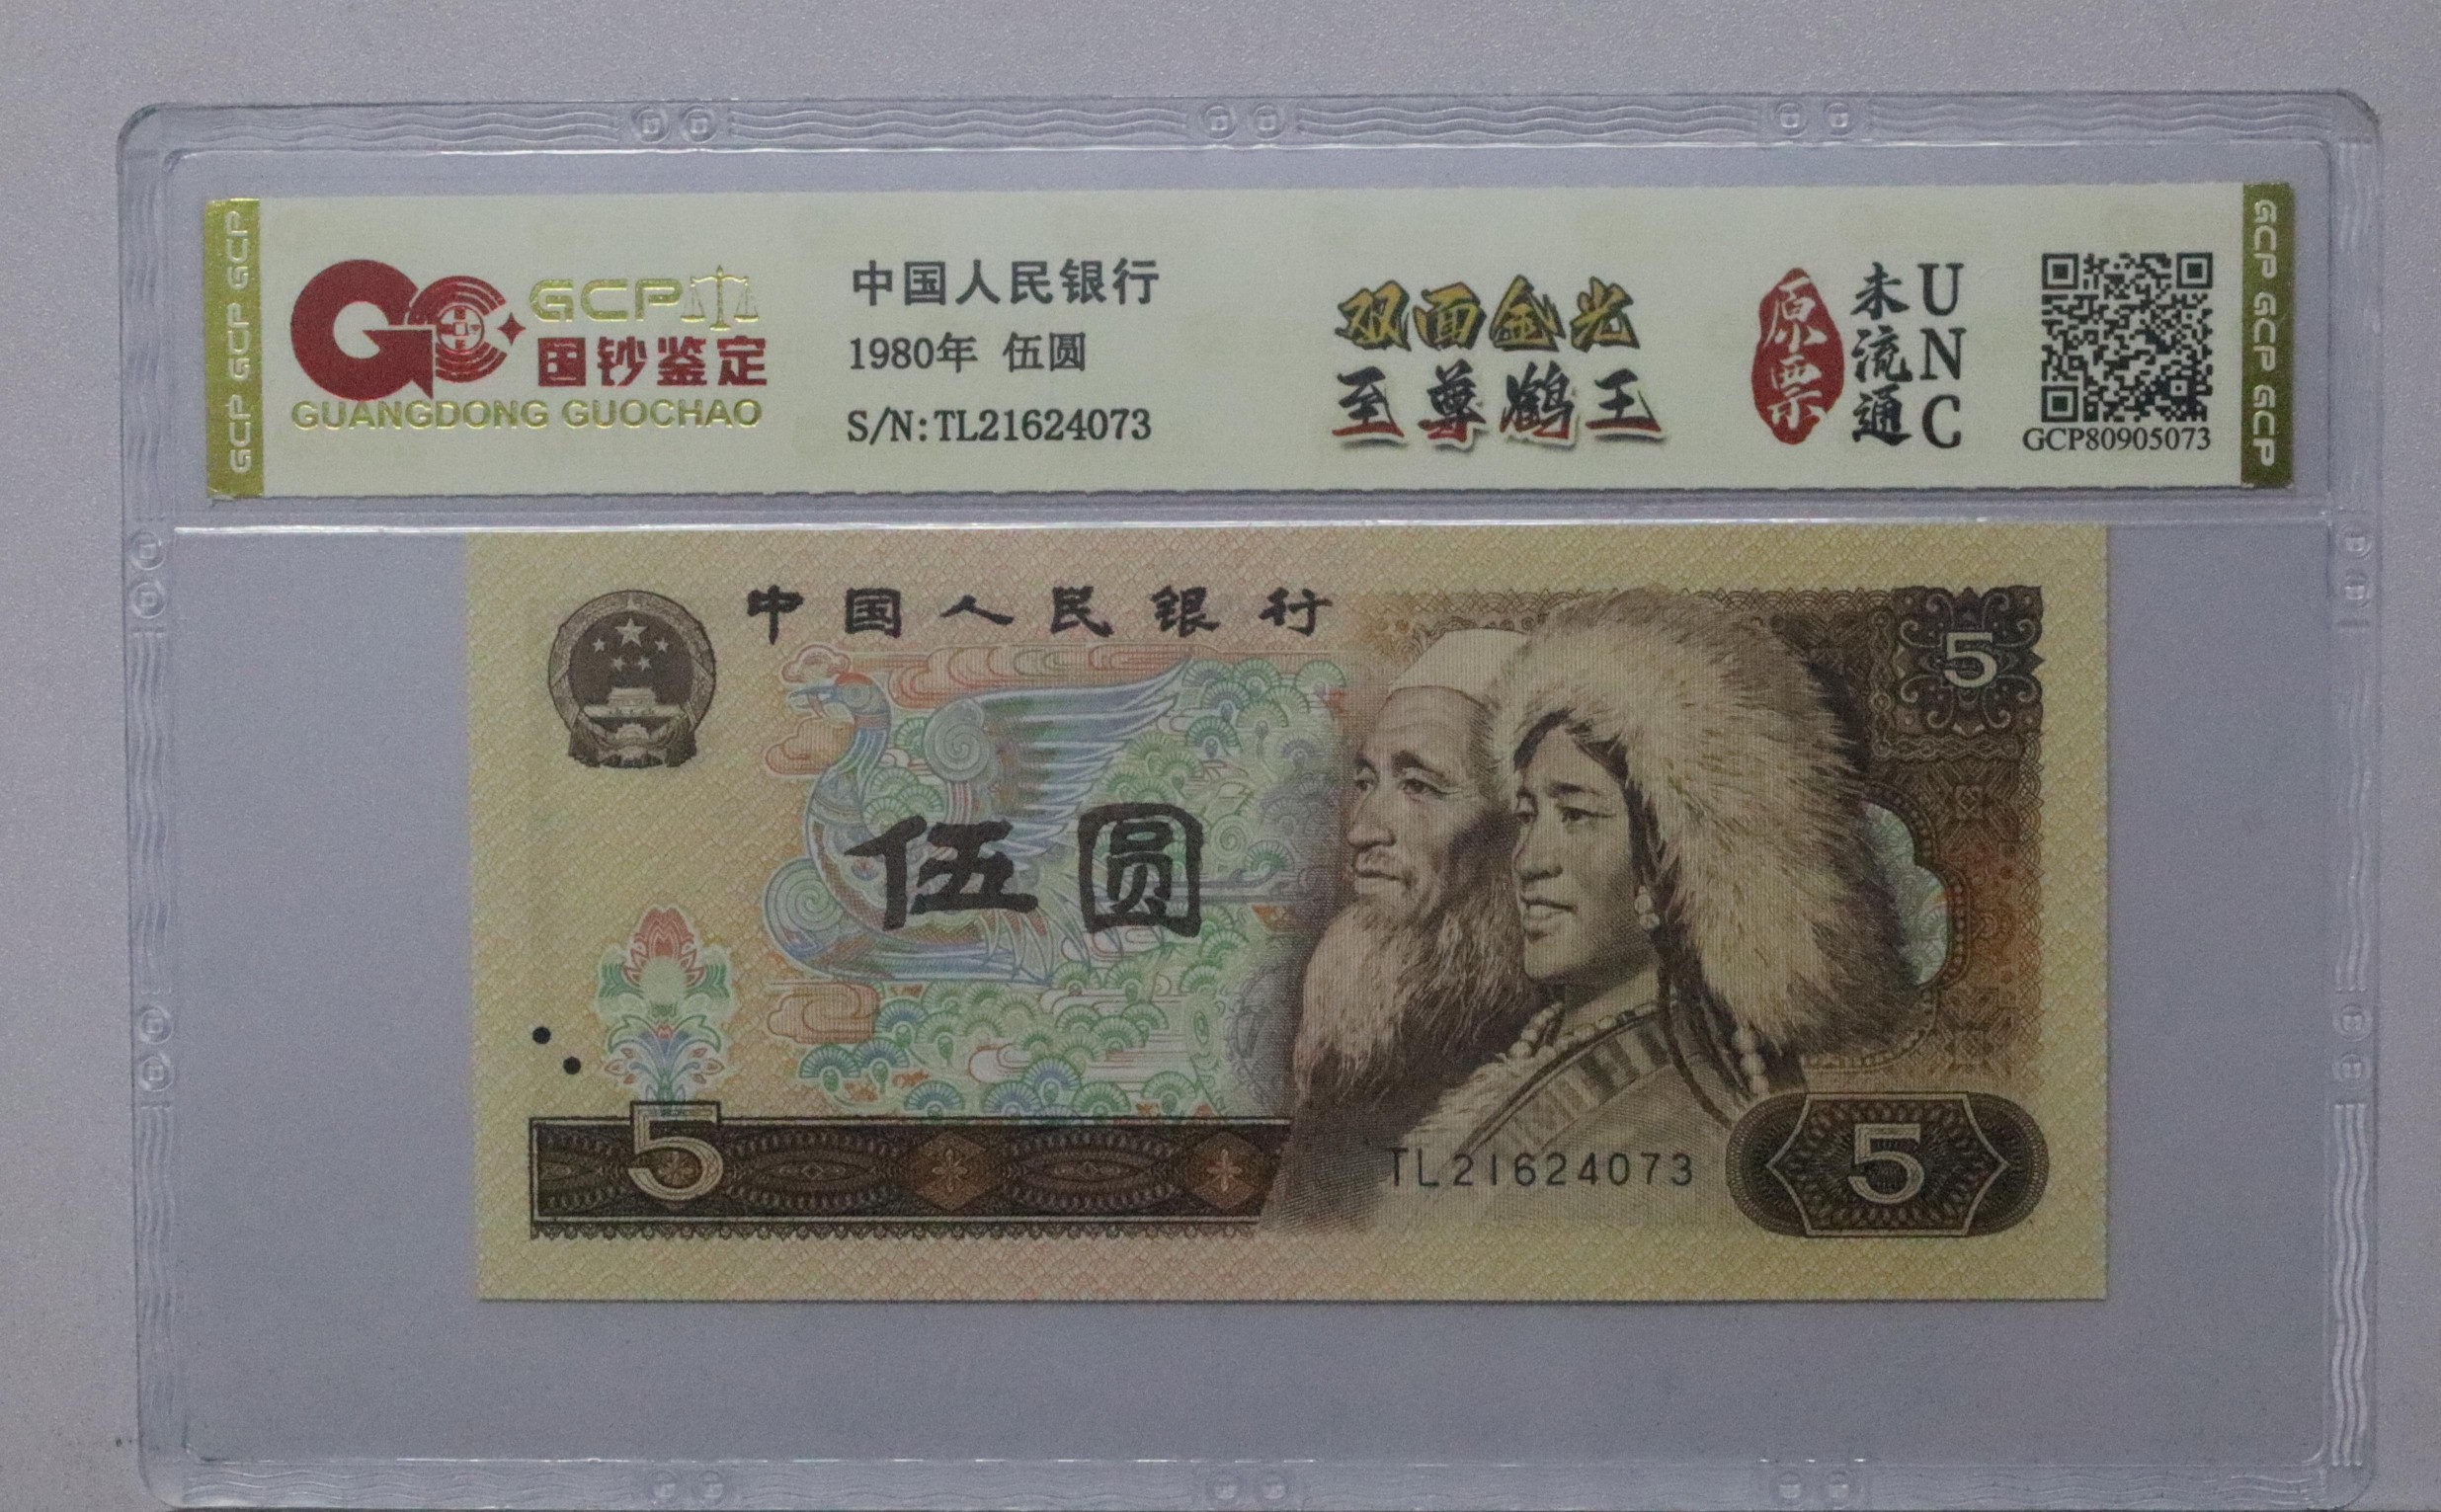 GCP GCP GCP
GCP
国钞鉴定
GUANGDONG GUOCHAO
中国人民银行
1980年 伍圆
S/N:TL21624073
双面金光
至尊鹤王
原票
未流通
UNC
GCP80905073
GCP GCP GCP
中国人民银行
5
伍圆
5
TL21624073
5